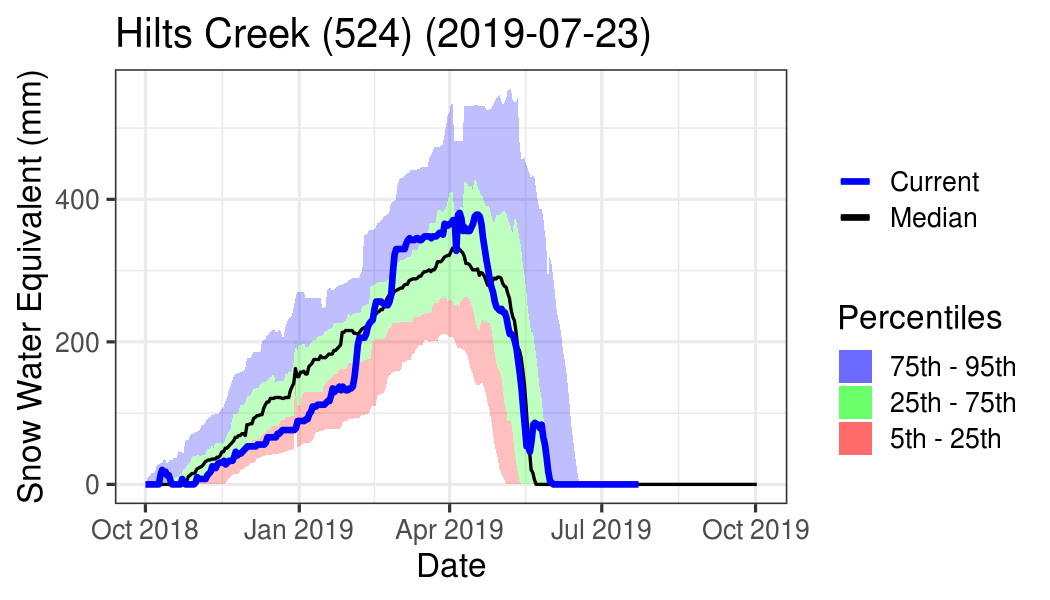 Hilts Creek (524) (2019-07-23)
Snow Water Equivalent (mm)
400
200
0
Oct 2018
Jan 2019
Apr 2019
Jul 2019
Oct 2019
Date
Current
Median
Percentiles
75th - 95th
25th - 75th
5th - 25th